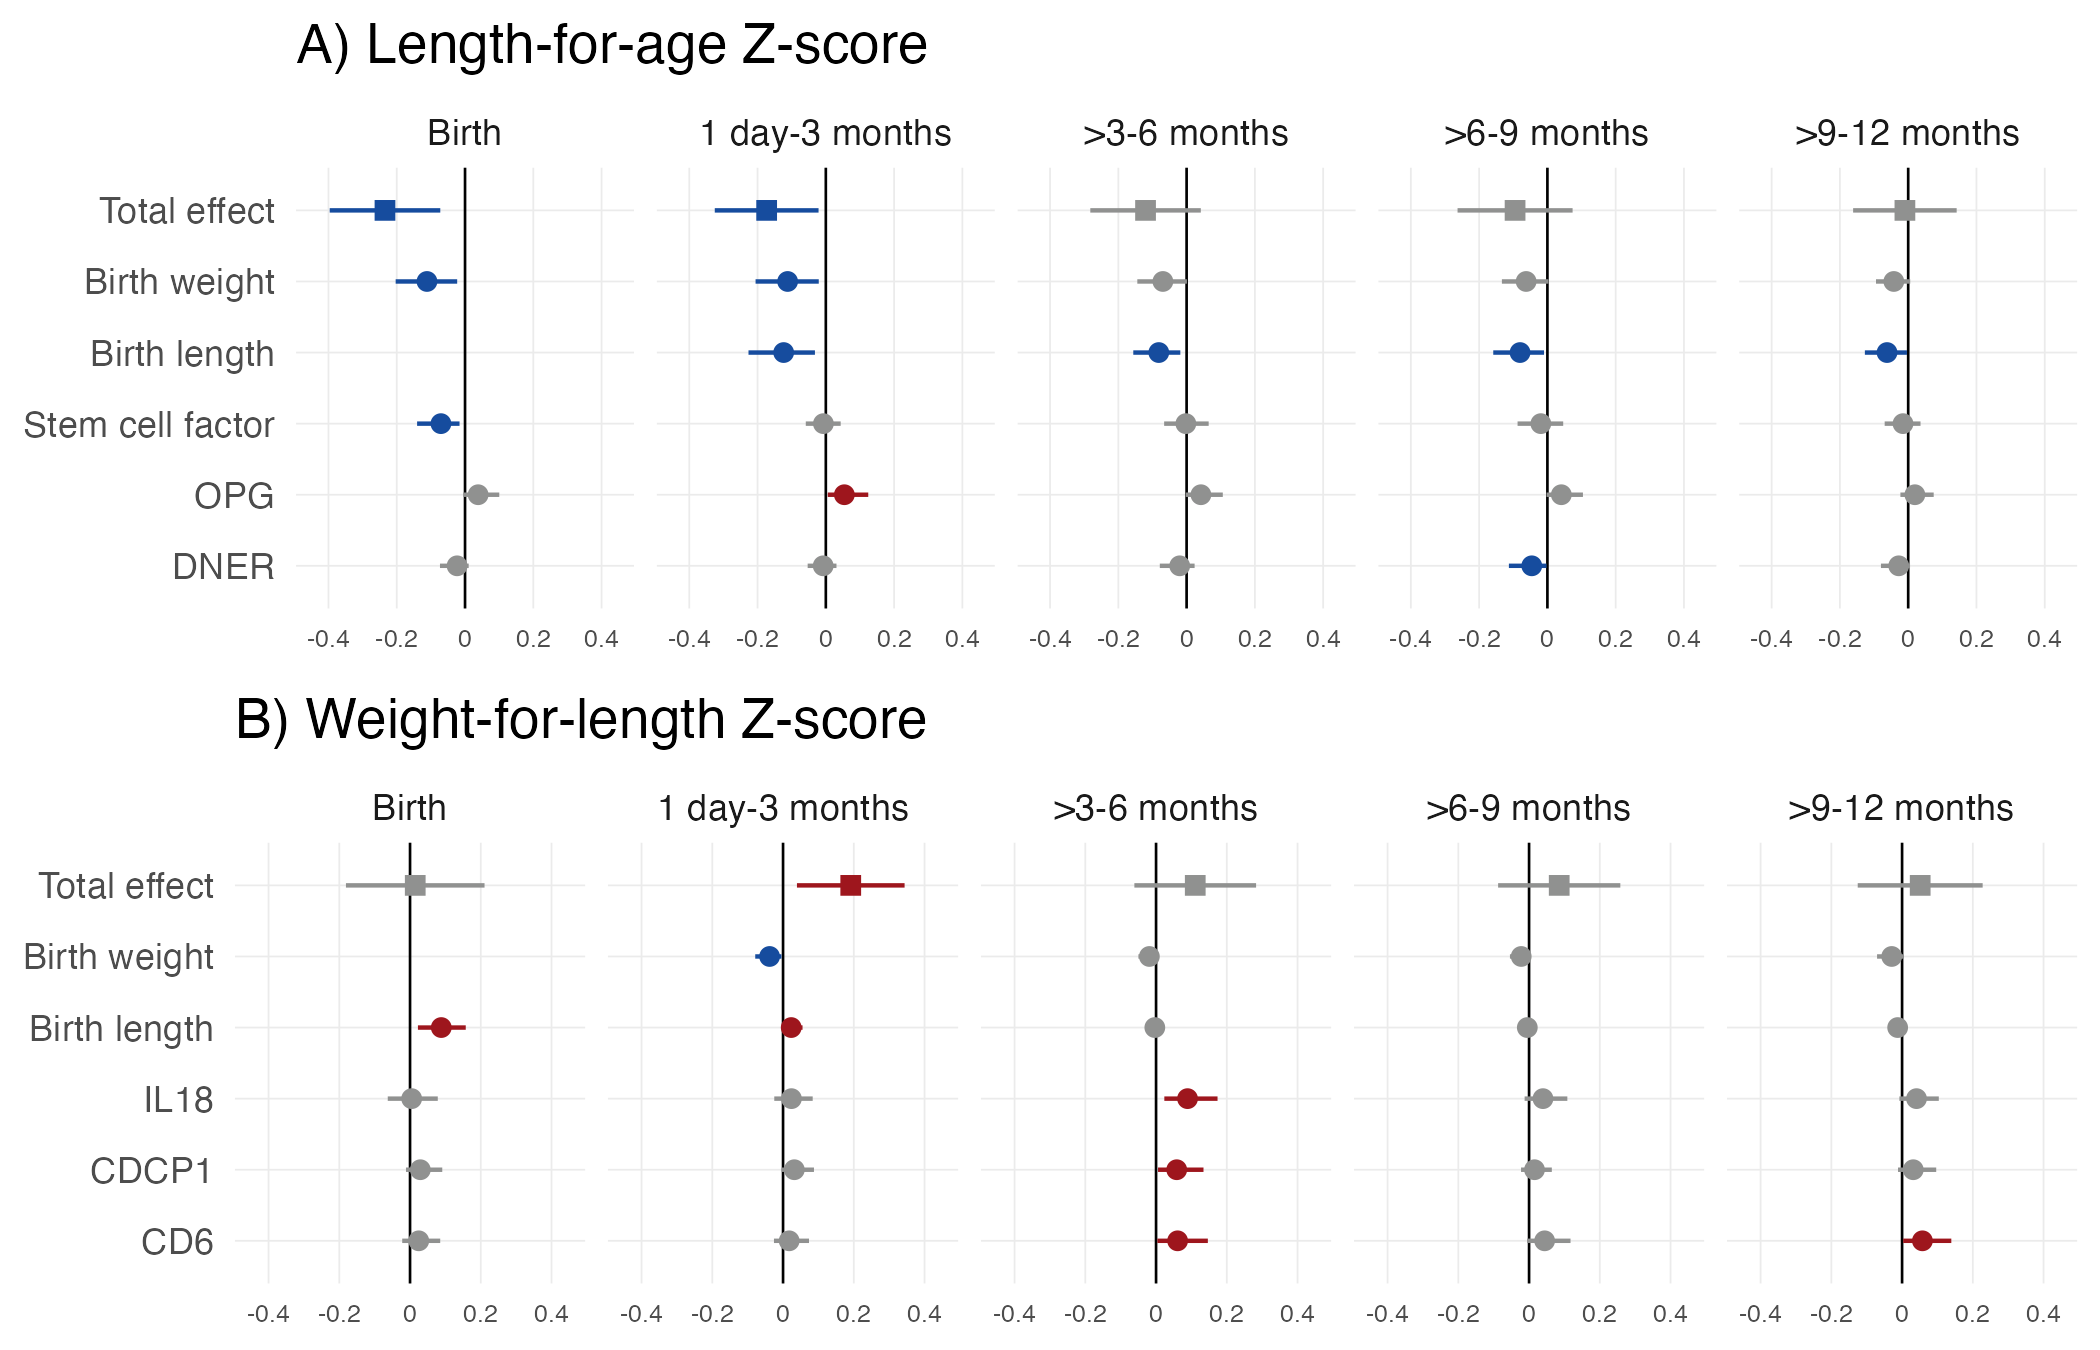 A) Length-for-age Z-score
Birth 1 day-3 months >3-6 months >6-9 months >9-12 months
Total effect
Birth weight
Birth length
Stem cell factor
OPG
DNER
-0.4 -0.2 0 0.2 0.4 -0.4 -0.2 0 0.2 0.4 -0.4 -0.2 0 0.2 0.4 -0.4 -0.2 0 0.2 0.4 -0.4 -0.2 0 0.2 0.4
B) Weight-for-length Z-score
Birth 1 day-3 months >3-6 months >6-9 months >9-12 months
Total effect
Birth weight
Birth length
IL18
CDCP1
CD6
-0.4 -0.2 0 0.2 0.4 -0.4 -0.2 0 0.2 0.4 -0.4 -0.2 0 0.2 0.4 -0.4 -0.2 0 0.2 0.4 -0.4 -0.2 0 0.2 0.4